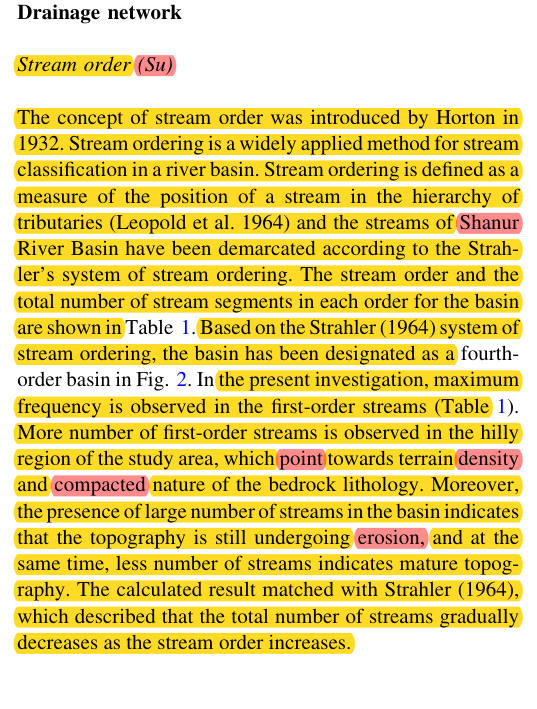 Drainage network
Stream order (Su)
The concept of stream order was introduced by Horton in
1932. Stream ordering is a widely applied method for stream
classification in a river basin. Stream ordering is defined as a
measure of the position of a stream in the hierarchy of
tributaries (Leopold et al. 1964) and the streams of Shanur
River Basin have been demarcated according to the Strah-
ler's system of stream ordering. The stream order and the
total number of stream segments in each order for the basin
are shown in Table 1. Based on the Strahler (1964) system of
stream ordering, the basin has been designated as a fourth-
order basin in Fig. 2. In the present investigation, maximum
frequency is observed in the first-order streams (Table 1).
More number of first-order streams is observed in the hilly
region of the study area, which point towards terrain density
and compacted nature of the bedrock lithology. Moreover,
the presence of large number of streams in the basin indicates
that the topography is still undergoing erosion, and at the
same time, less number of streams indicates mature topog-
raphy. The calculated result matched with Strahler (1964),
which described that the total number of streams gradually
decreases as the stream order increases.